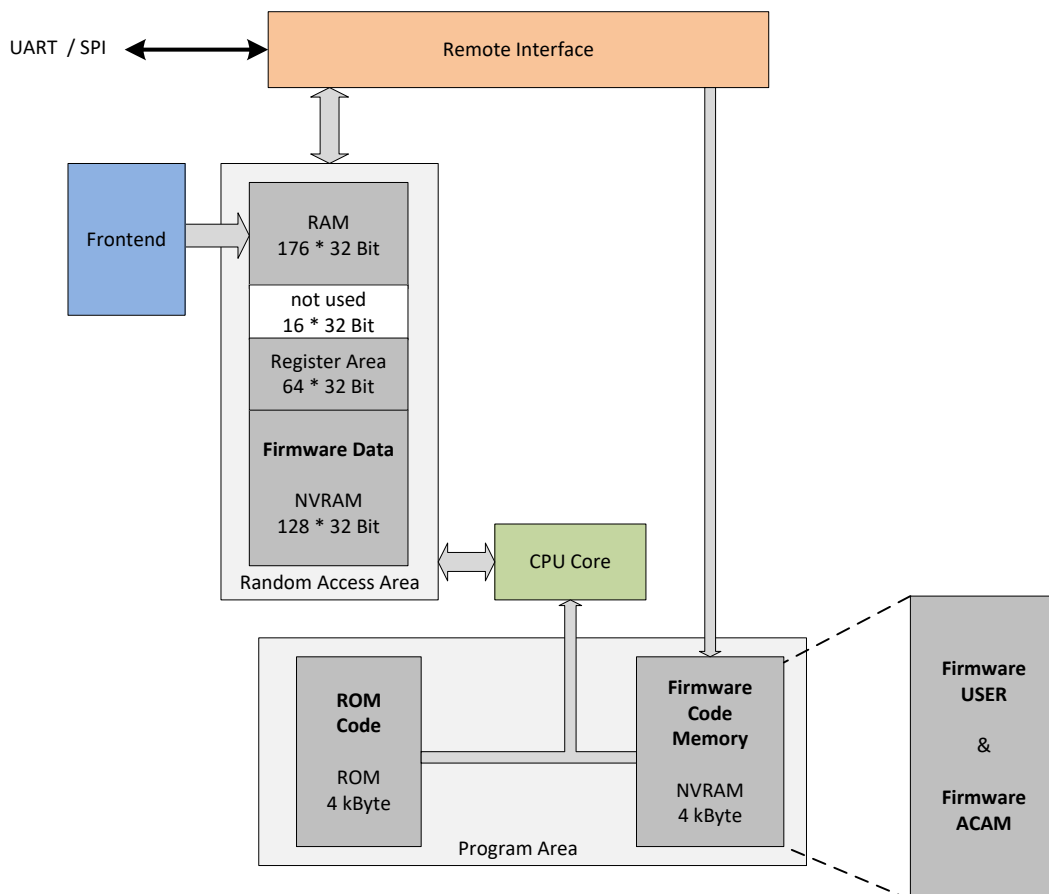 UART / SPI
Remote Interface
Frontend
RAM
176 * 32 Bit
not used
16 * 32 Bit
Register Area
64 * 32 Bit
Firmware Data
NVRAM
128 * 32 Bit
Random Access Area
CPU Core
ROM
Code
ROM
4 kByte
Firmware
Code
Memory
NVRAM
4 kByte
Program Area
Firmware
USER
&
Firmware
ACAM